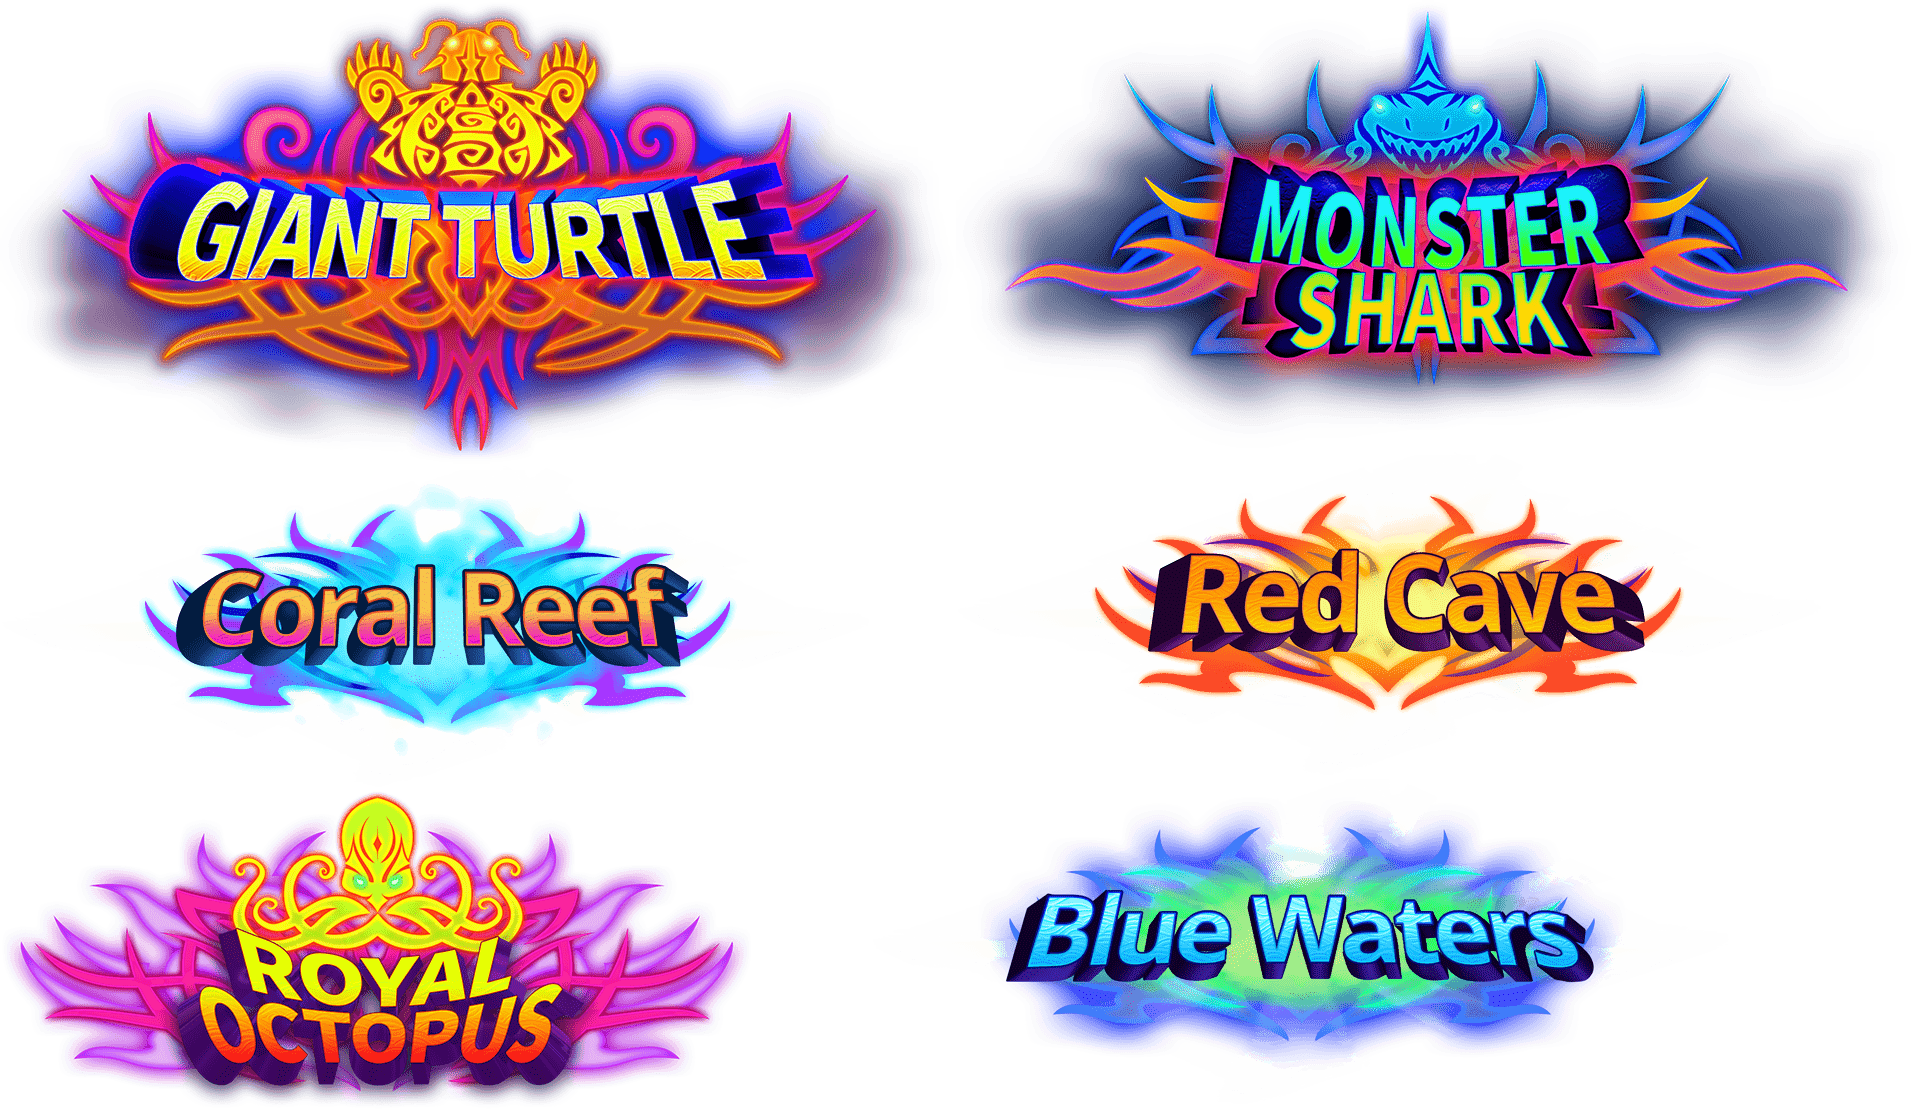 GIANT TURTLE
MONSTER
SHARK
Coral Reef
Red Cave
ROYAL
OCTOPUS
Blue Waters